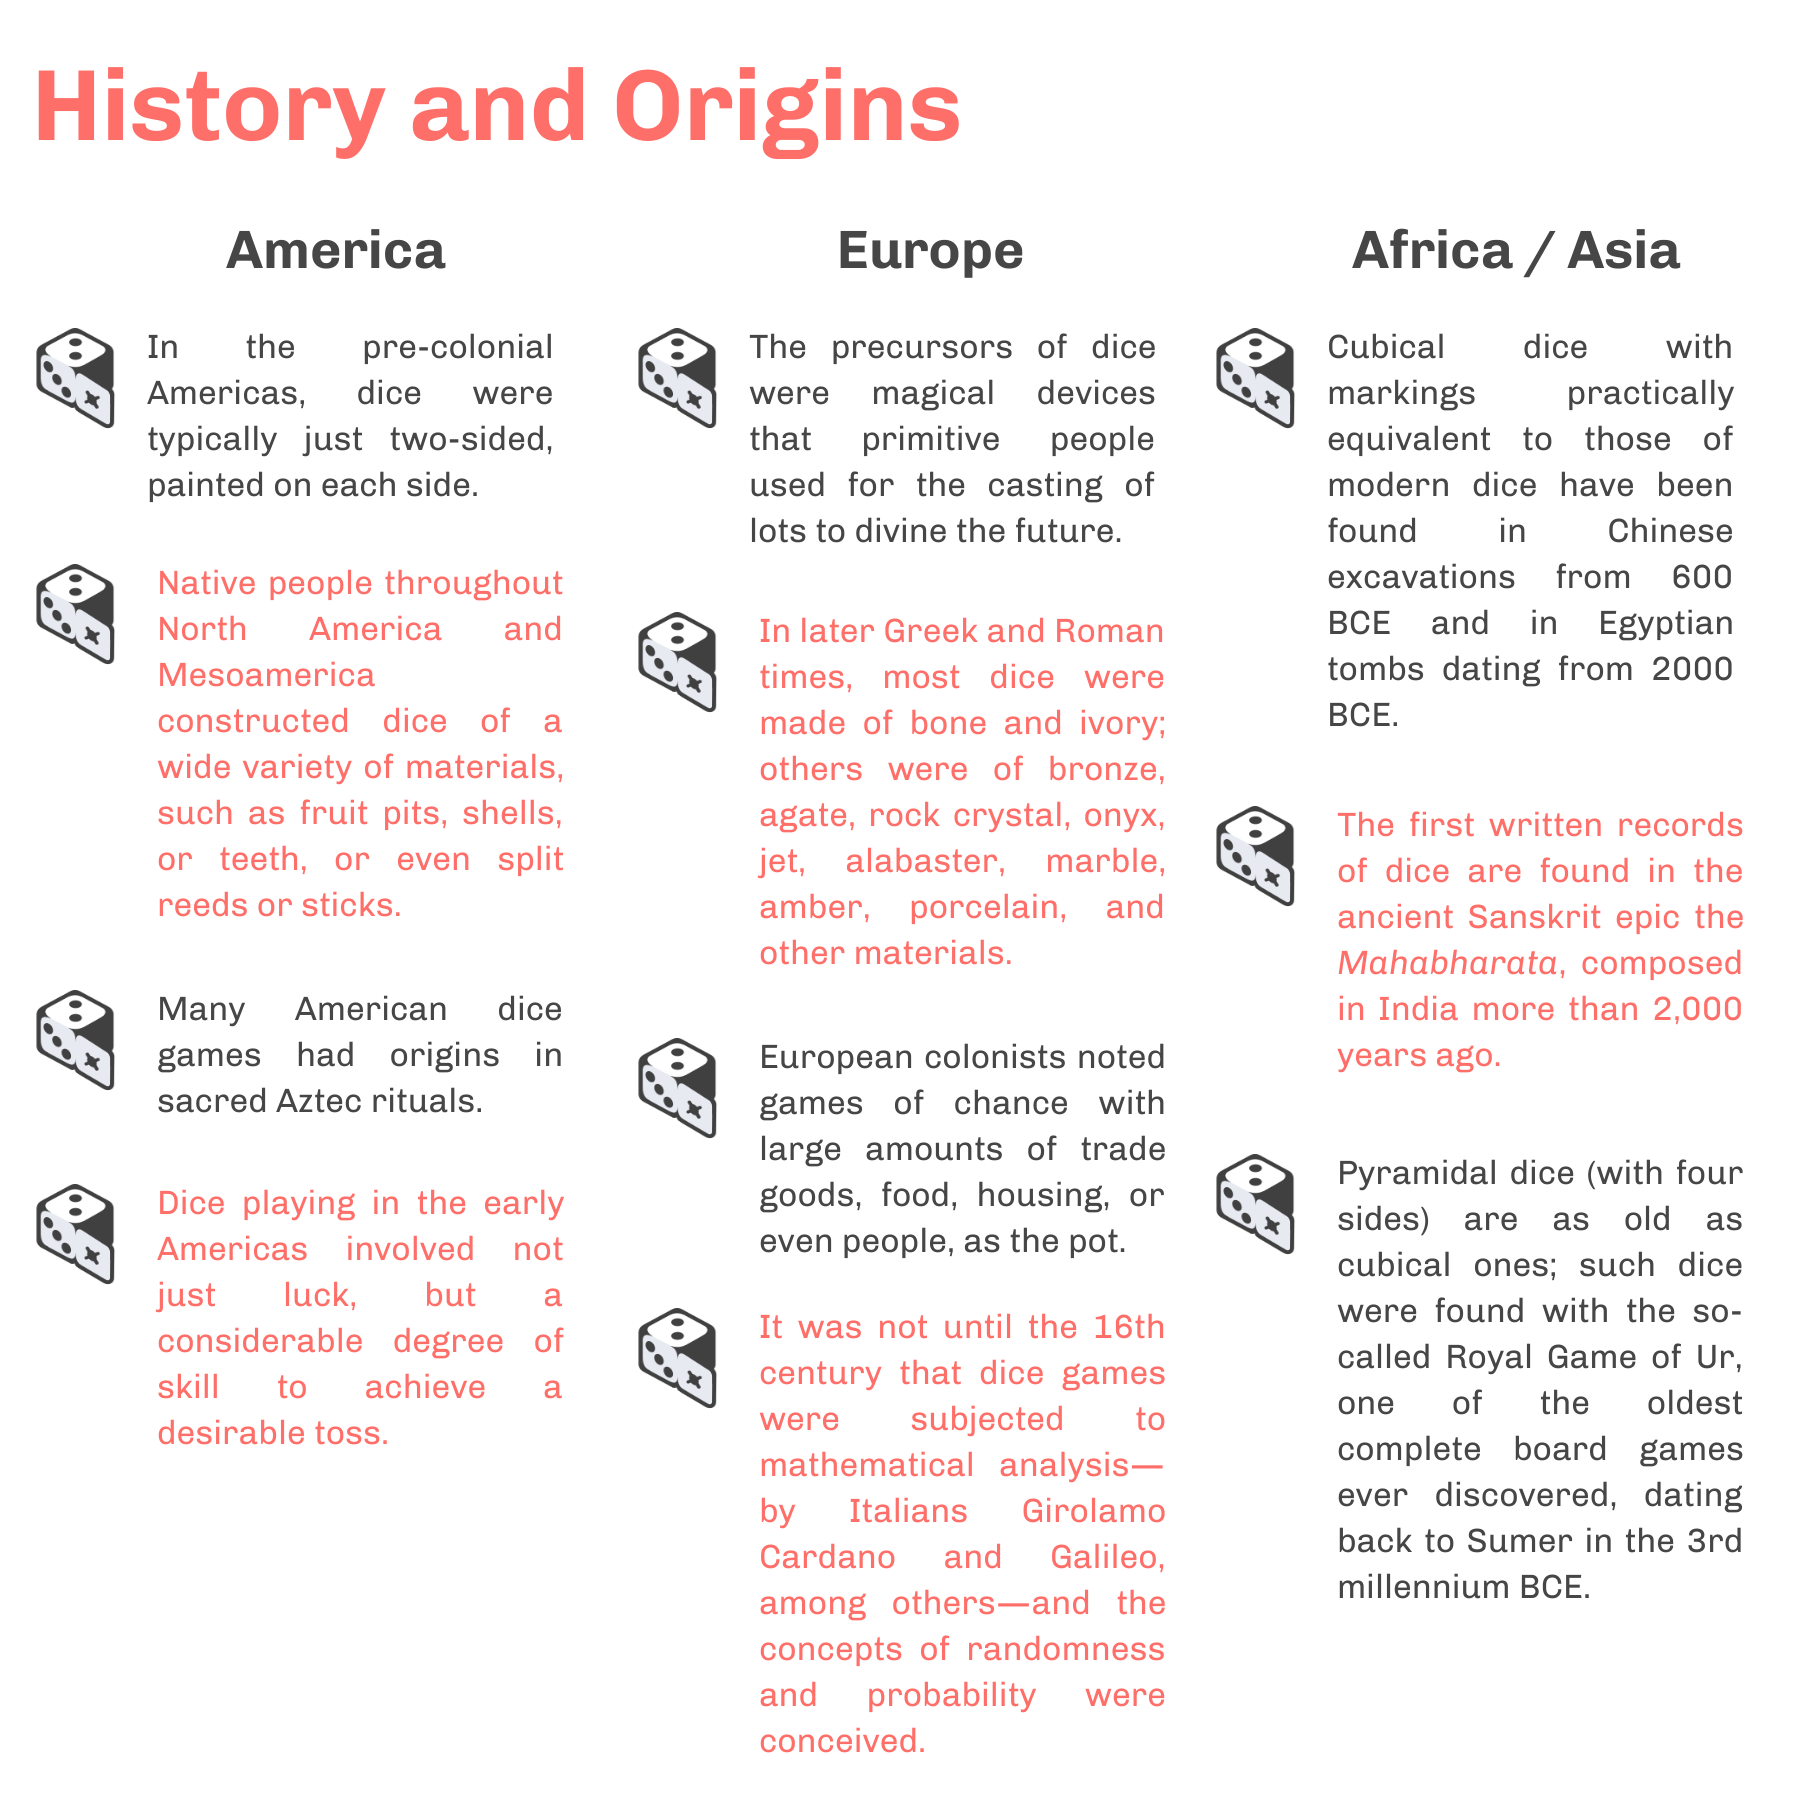 History and Origins
America
In the pre-colonial
Americas, dice were
typically just two-sided,
painted on each side.
Native people throughout
North America and
Mesoamerica
constructed dice of a
wide variety of materials,
such as fruit pits, shells,
or teeth, or even split
reeds or sticks.
Many American dice
games had origins in
sacred Aztec rituals.
Dice playing in the early
Americas involved not
just luck, but a
considerable degree of
skill to achieve a
desirable toss.
Europe
The precursors of dice
were magical devices
that primitive people
used for the casting of
lots to divine the future.
In later Greek and Roman
times, most dice were
made of bone and ivory;
others were of bronze,
agate, rock crystal, onyx,
jet, alabaster, marble,
amber, porcelain, and
other materials.
European colonists noted
games of chance with
large amounts of trade
goods, food, housing, or
even people, as the pot.
It was not until the 16th
century that dice games
were subjected to
mathematical analysis—
by Italians Girolamo
Cardano and Galileo,
among others—and the
concepts of randomness
and probability were
conceived.
Africa / Asia
Cubical dice with
markings practically
equivalent to those of
modern dice have been
found in Chinese
excavations from 600
BCE and in Egyptian
tombs dating from 2000
BCE.
The first written records
of dice are found in the
ancient Sanskrit epic the
Mahabharata, composed
in India more than 2,000
years ago.
Pyramidal dice (with four
sides) are as old as
cubical ones; such dice
were found with the so-
called Royal Game of Ur,
one of the oldest
complete board games
ever discovered, dating
back to Sumer in the 3rd
millennium BCE.